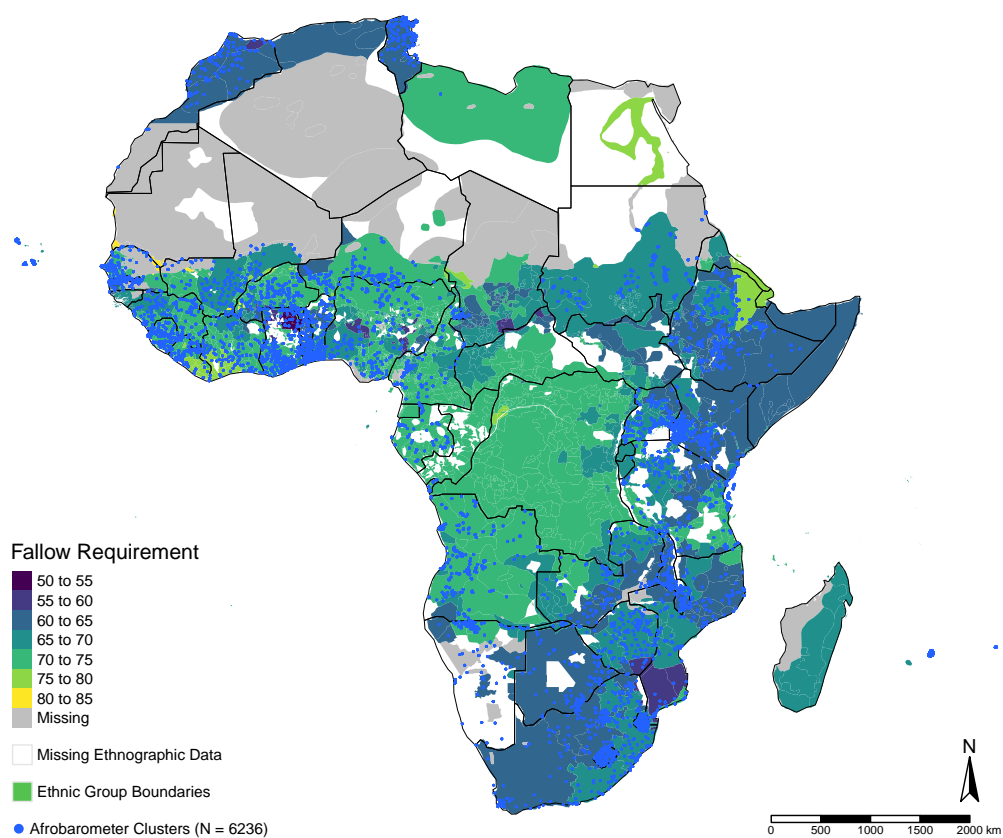 Fallow Requirement
50 to 55
55 to 60
60 to 65
65 to 70
70 to 75
75 to 80
80 to 85
Missing
Missing Ethnographic Data
Ethnic Group Boundaries
Afrobarometer Clusters (N = 6236)
N
0 500 1000 1500 2000 km